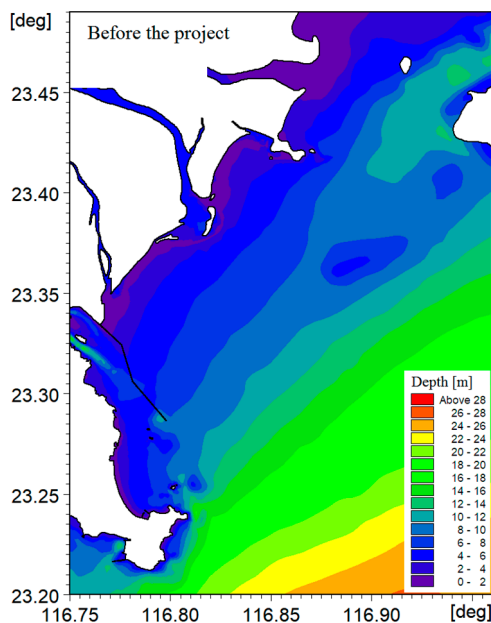 [deg]
Before the project
23.45
23.40
23.35
23.30
23.25
23.20
Depth [m]
Above 28
26 - 28
24 - 26
22 - 24
20 - 22
18 - 20
16 - 18
14 - 16
12 - 14
10 - 12
8 - 10
6 - 8
4 - 6
2 - 4
0 - 2
116.75 116.80 116.85 116.90 [deg]